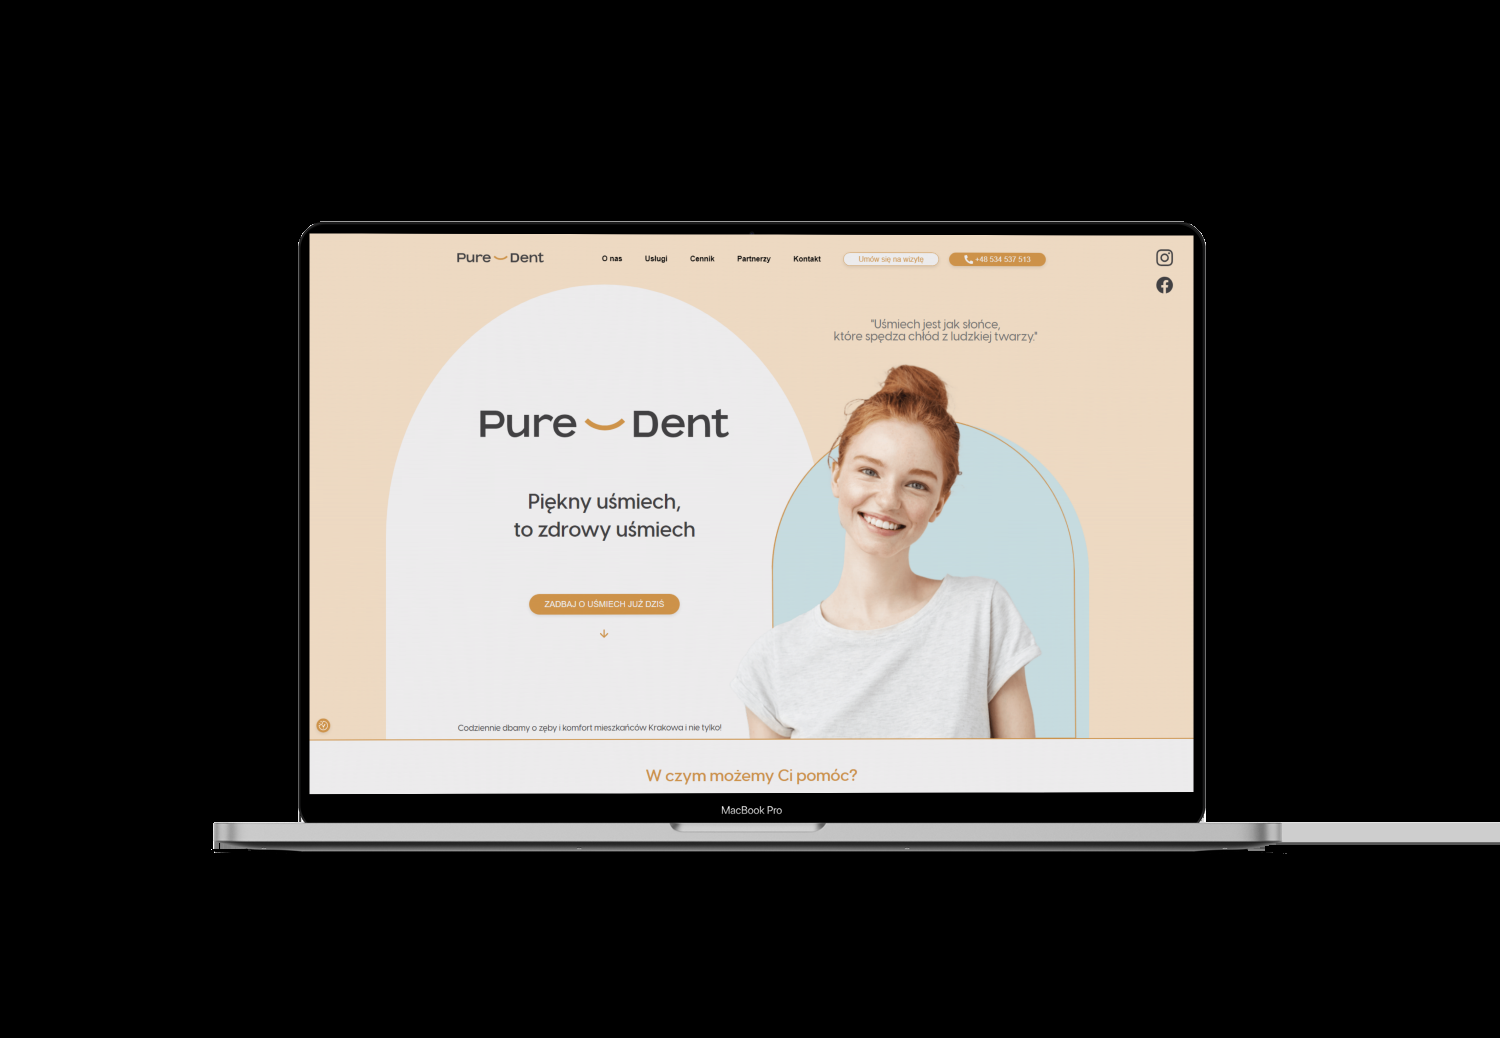 Pure Dent
O nas
Usługi
Cennik
Partnerzy
Kontakt
Umów się na wizytę
+48 534 537 513
"Uśmiech jest jak słońce,
które spędza chłód z ludzkiej twarzy."
Pure Dent
Piękny uśmiech,
to zdrowy uśmiech
ZADBAJ O UŚMIECH JUŻ DZIŚ
Codziennie dbamy o zęby i komfort mieszkańców Krakowa i nie tylko!
W czym możemy Ci pomóc?
MacBook Pro